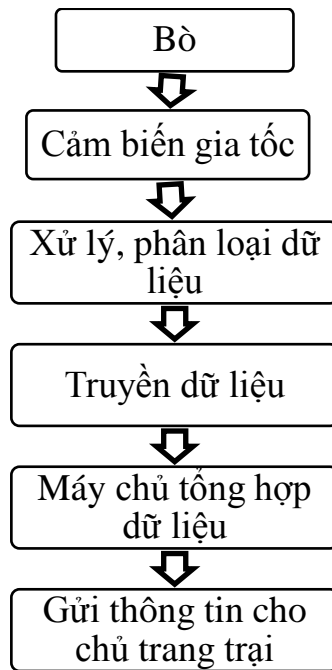 Bò
Cảm biến gia tốc
Xử lý, phân loại dữ
liệu
Truyền dữ liệu
Máy chủ tổng hợp
dữ liệu
Gửi thông tin cho
chủ trang trại